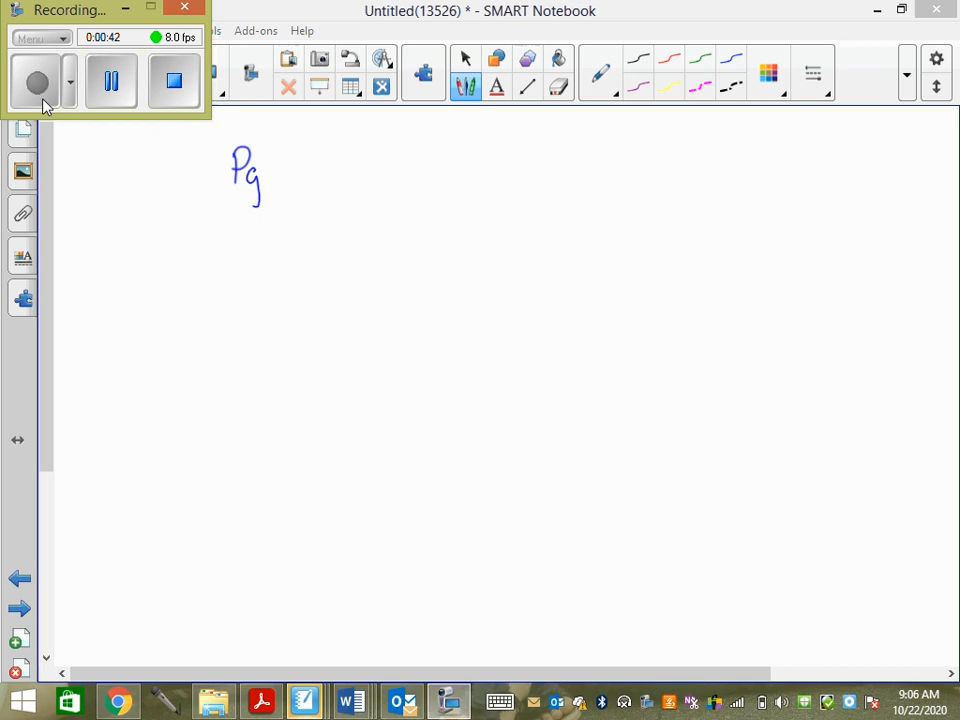 Recording...
Untitled(13526) * - SMART Notebook
Menu
0:00:42
8.0 fps
Add-ons
Help
A
Pg
A
9:06 AM
10/22/2020